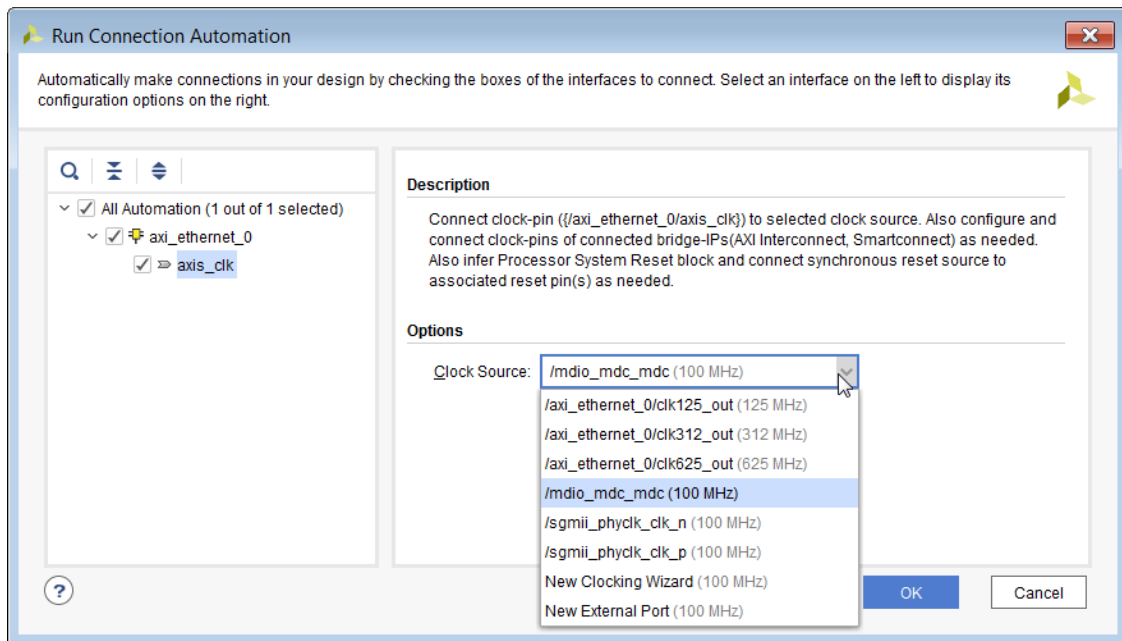 Run Connection Automation
Automatically make connections in your design by checking the boxes of the interfaces to connect. Select an interface on the left to display its
configuration options on the right.
All Automation (1 out of 1 selected)
axi_ethernet_0
axis_clk
Description
Connect clock-pin ({/axi_ethernet_0/axis_clk}) to selected clock source. Also configure and
connect clock-pins of connected bridge-IPs(AXI Interconnect, Smartconnect) as needed.
Also infer Processor System Reset block and connect synchronous reset source to
associated reset pin(s) as needed.
Options
Clock Source: /mdio_mdc_mdc (100 MHz)
/axi_ethernet_0/clk125_out (125 MHz)
/axi_ethernet_0/clk312_out (312 MHz)
/axi_ethernet_0/clk625_out (625 MHz)
/mdio_mdc_mdc (100 MHz)
/sgmii_phyclk_clk_n (100 MHz)
/sgmii_phyclk_clk_p (100 MHz)
New Clocking Wizard (100 MHz)
New External Port (100 MHz)
?
OK
Cancel